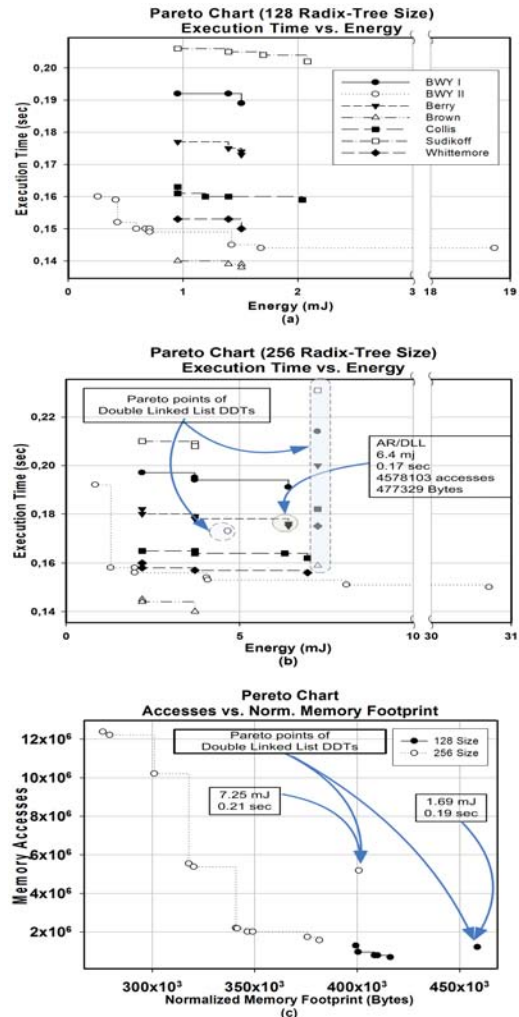 Pareto Chart (128 Radix-Tree Size)
Execution Time vs. Energy
Execution Time (sec)
0,20
0,19
0,18
0,17
0,16
0,15
0,14
BWY I
BWY II
Berry
Brown
Collis
Sudikoff
Whittemore
0
1
2
3
18
19
Energy (mJ)
(a)
Pareto Chart (256 Radix-Tree Size)
Execution Time vs. Energy
Execution Time (sec)
0,22
0,20
0,18
0,16
0,14
Pareto points of
Double Linked List DDTs
AR/DLL
6.4 mj
0.17 sec
4578103 accesses
477329 Bytes
5
10
30
31
Energy (mJ)
(b)
Pereto Chart
Accesses vs. Norm. Memory Footprint
Memory Accesses
12x10⁶
10x10⁶
8x10⁶
6x10⁶
4x10⁶
2x10⁶
Pareto points of
Double Linked List DDTs
128 Size
256 Size
7.25 mJ
0.21 sec
1.69 mJ
0.19 sec
300x10³
350x10³
400x10³
450x10³
Normalized Memory Footprint (Bytes)
(c)